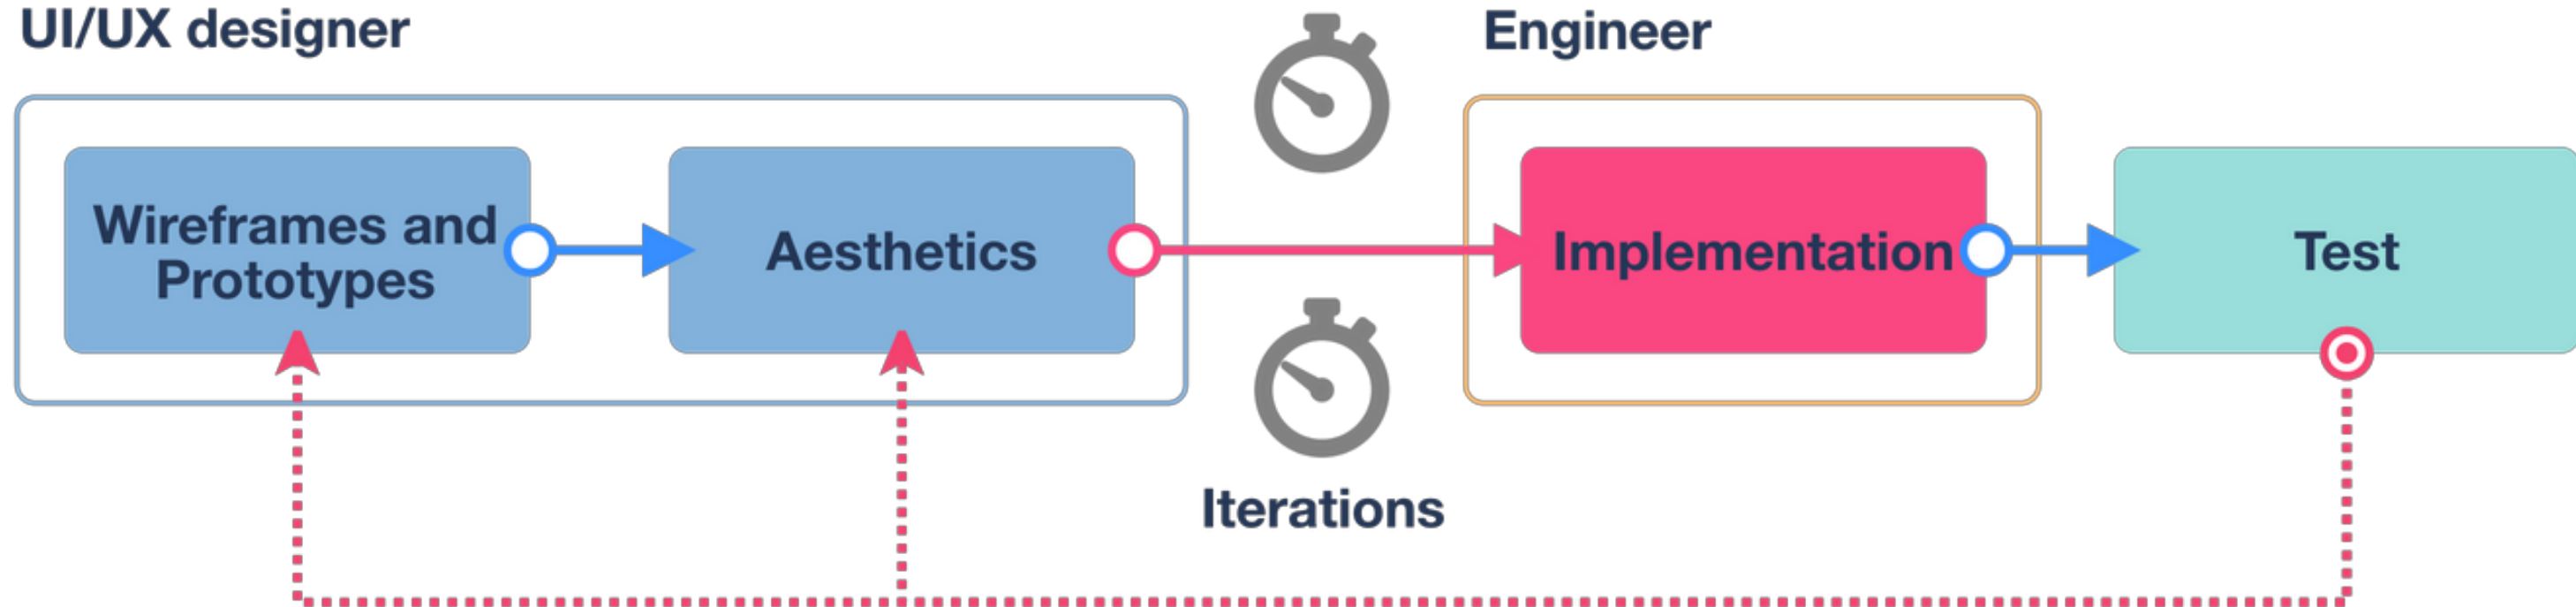 UI/UX designer
Engineer
Wireframes and
Prototypes
Aesthetics
Implementation
Test
Iterations